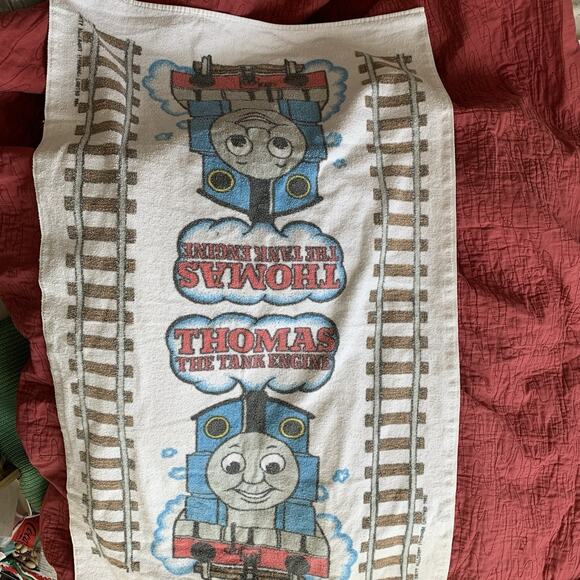 THOMAS
THE TANK ENGINE
THOMAS
THE TANK ENGINE